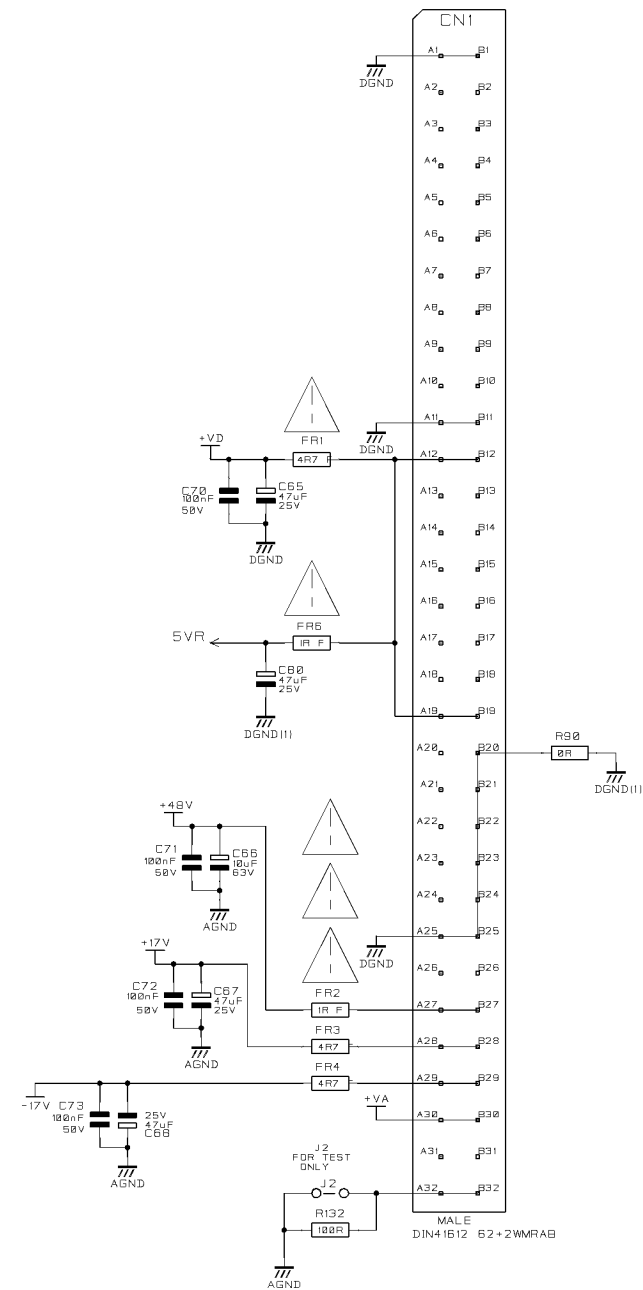 CN1
A1 B1
DGND
A2 B2
A3 B3
A4 B4
A5 B5
A6 B6
A7 B7
A8 B8
A9 B9
A10 B10
A11 B11
DGND
+VD
FR1
4R7 F
A12 B12
C70
100nF
50V
C65
47uF
25V
DGND
A13 B13
A14 B14
A15 B15
A16 B16
FR6
5VR
1R F
A17 B17
C80
47uF
25V
DGND(1)
A18 B18
A19 B19
A20 B20
R90
0R
DGND(1)
A21 B21
+48V
A22 B22
C71
100nF
50V
C66
10uF
63V
AGND
A23 B23
A24 B24
A25 B25
DGND
+17V
A26 B26
C72
100nF
50V
C67
47uF
25V
AGND
FR2
1R F
A27 B27
FR3
4R7
A28 B28
FR4
4R7
A29 B29
-17V
C73
100nF
50V
25V
47uF
C68
AGND
+VA
A30 B30
A31 B31
J2
FOR TEST
ONLY
J2
A32 B32
R132
100R
AGND
MALE
DIN41612 62+2WMRAB